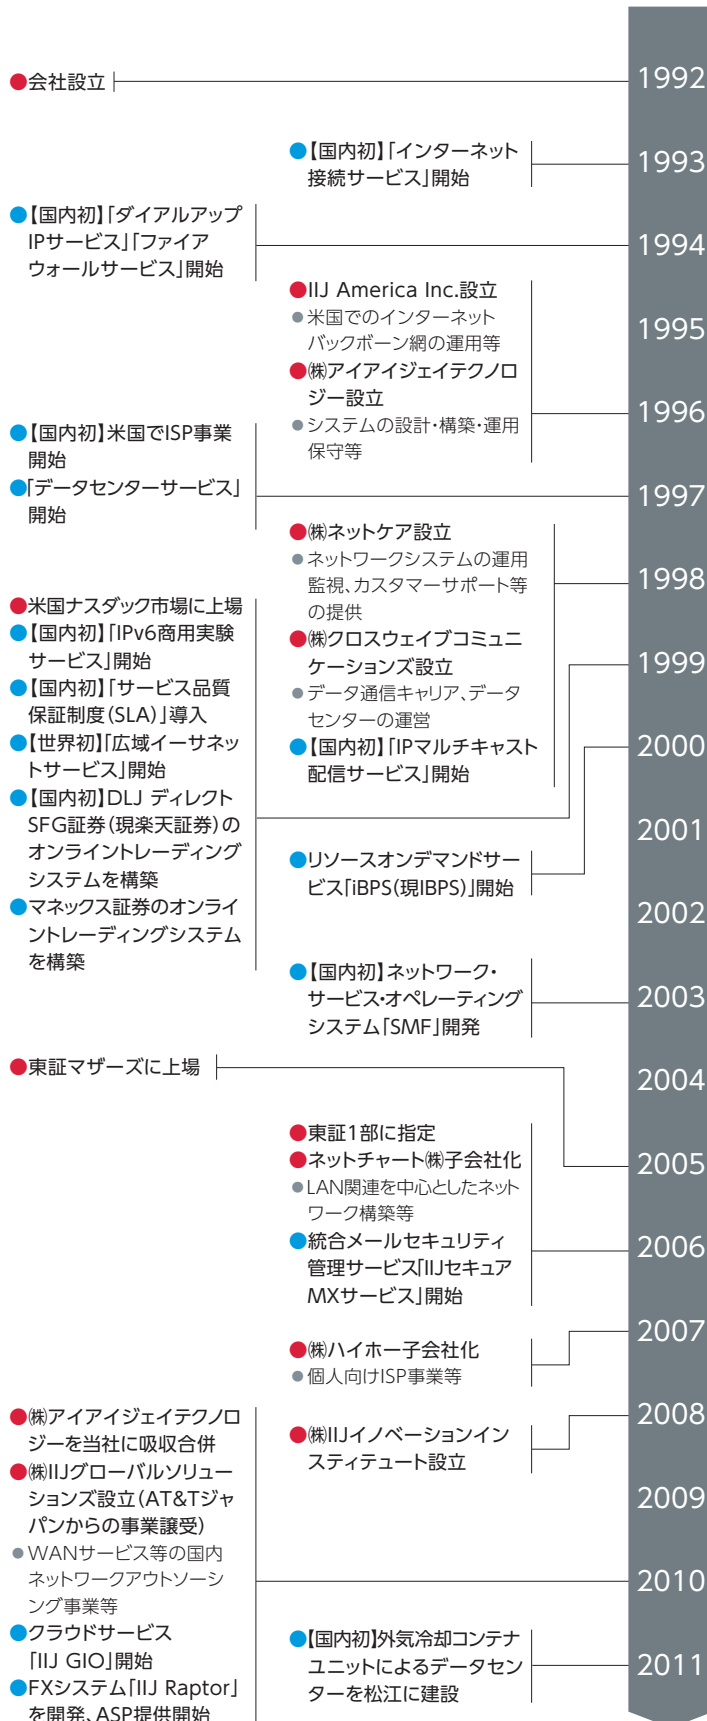 ●会社設立
1992
●【国内初】「インターネット
接続サービス」開始
1993
●【国内初】「ダイアルアップ
IPサービス」「ファイア
ウォールサービス」開始
1994
●IIJ America Inc.設立
●米国でのインターネット
バックボーン網の運用等
●㈱アイアイジェイテクノロ
ジー設立
●システムの設計・構築・運用
保守等
1995
1996
●【国内初】米国でISP事業
開始
●「データセンターサービス」
開始
1997
●㈱ネットケア設立
●ネットワークシステムの運用
監視、カスタマーサポート等
の提供
●㈱クロスウェイブコミュニ
ケーションズ設立
●データ通信キャリア、データ
センターの運営
●【国内初】「IPマルチキャスト
配信サービス」開始
1998
●米国ナスダック市場に上場
●【国内初】「IPv6商用実験
サービス」開始
●【国内初】「サービス品質
保証制度(SLA)」導入
●【世界初】「広域イーサネッ
トサービス」開始
●【国内初】DLJ ディレクト
SFG証券(現楽天証券)の
オンライントレーディング
システムを構築
●マネックス証券のオンライ
ントレーディングシステム
を構築
1999
2000
●リソースオンデマンドサー
ビス「iBPS(現IBPS)」開始
2001
2002
●【国内初】ネットワーク・
サービス・オペレーティング
システム「SMF」開発
2003
●東証マザーズに上場
2004
2005
●東証1部に指定
●ネットチャート㈱子会社化
●LAN関連を中心としたネット
ワーク構築等
●統合メールセキュリティ
管理サービス「IIJセキュア
MXサービス」開始
2006
2007
●㈱ハイホー子会社化
●個人向けISP事業等
2008
●㈱IIJイノベーションイン
スティテュート設立
2009
●㈱アイアイジェイテクノロ
ジーを当社に吸収合併
●㈱IIJグローバルソリュー
ションズ設立(AT&Tジャ
パンからの事業譲受)
●WANサービス等の国内
ネットワークアウトソーシ
ング事業等
●クラウドサービス
「IIJ GIO」開始
●FXシステム「IIJ Raptor」
を開発、ASP提供開始
2010
●【国内初】外気冷却コンテナ
ユニットによるデータセン
ターを松江に建設
2011